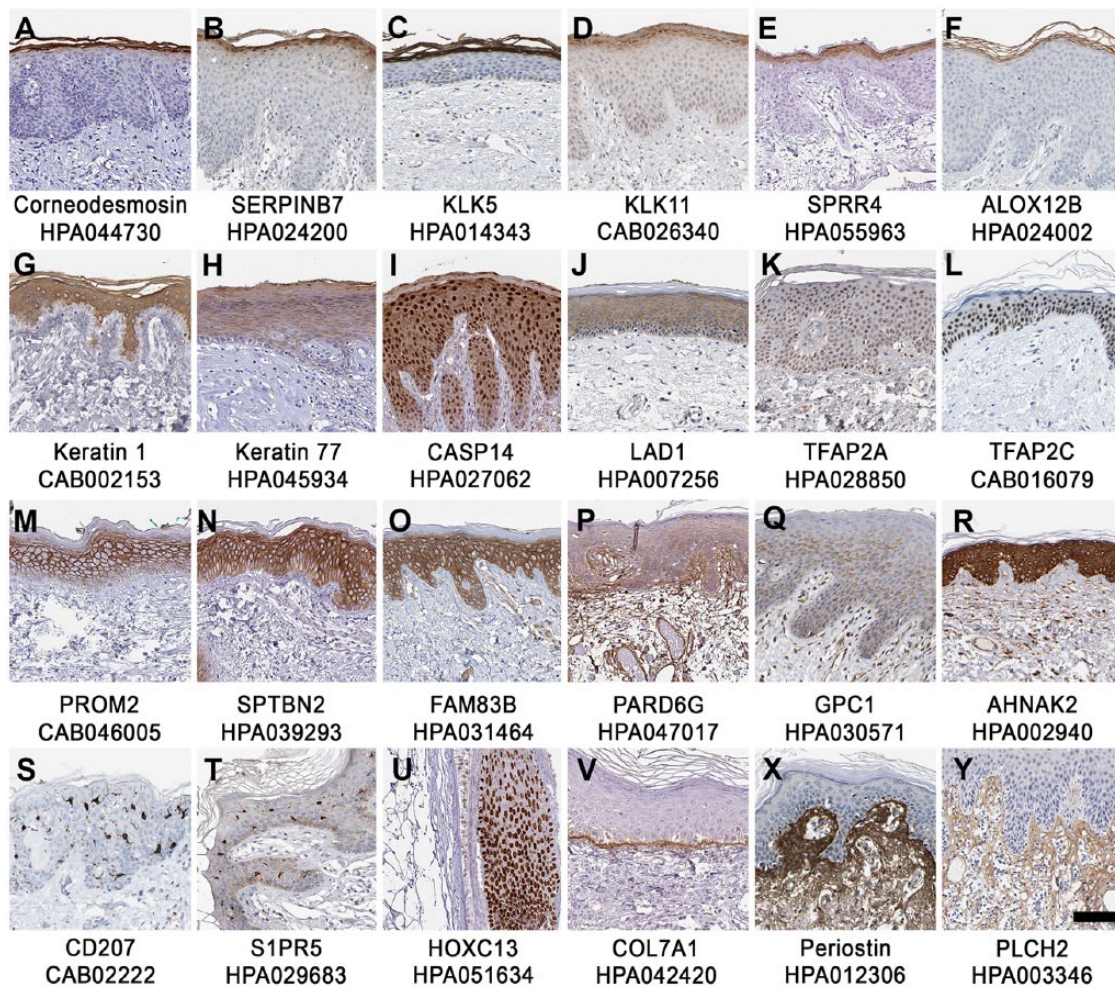 A B C D E F
Corneodesmosin SERPINB7 KLK5 KLK11 SPRR4 ALOX12B
HPA044730 HPA024200 HPA014343 CAB026340 HPA055963 HPA024002
G H I J K L
Keratin 1 Keratin 77 CASP14 LAD1 TFAP2A TFAP2C
CAB002153 HPA045934 HPA027062 HPA007256 HPA028850 CAB016079
M N O P Q R
PROM2 SPTBN2 FAM83B PARD6G GPC1 AHNAK2
CAB046005 HPA039293 HPA031464 HPA047017 HPA030571 HPA002940
S T U V X Y
CD207 S1PR5 HOXC13 COL7A1 Periostin PLCH2
CAB02222 HPA029683 HPA051634 HPA042420 HPA012306 HPA003346